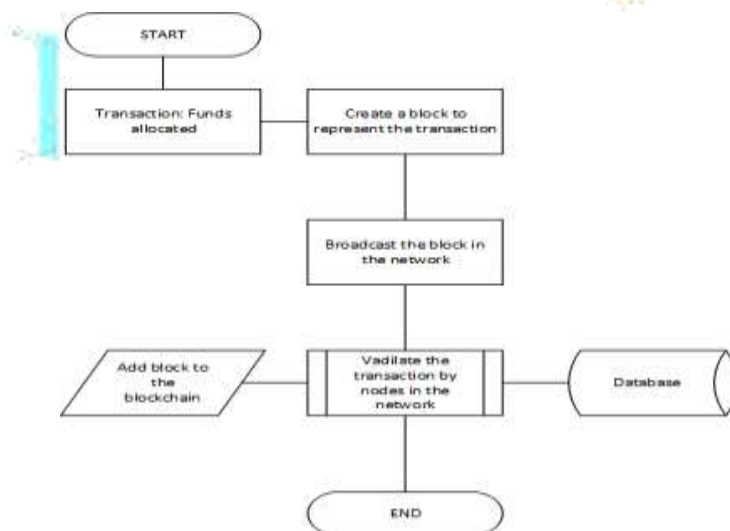 START
Transaction: Funds
allocated
Create a block to
represent the transaction
Broadcast the block in
the network
Add block to
the
blockchain
Vadilate the
transaction by
nodes in the
network
Database
END